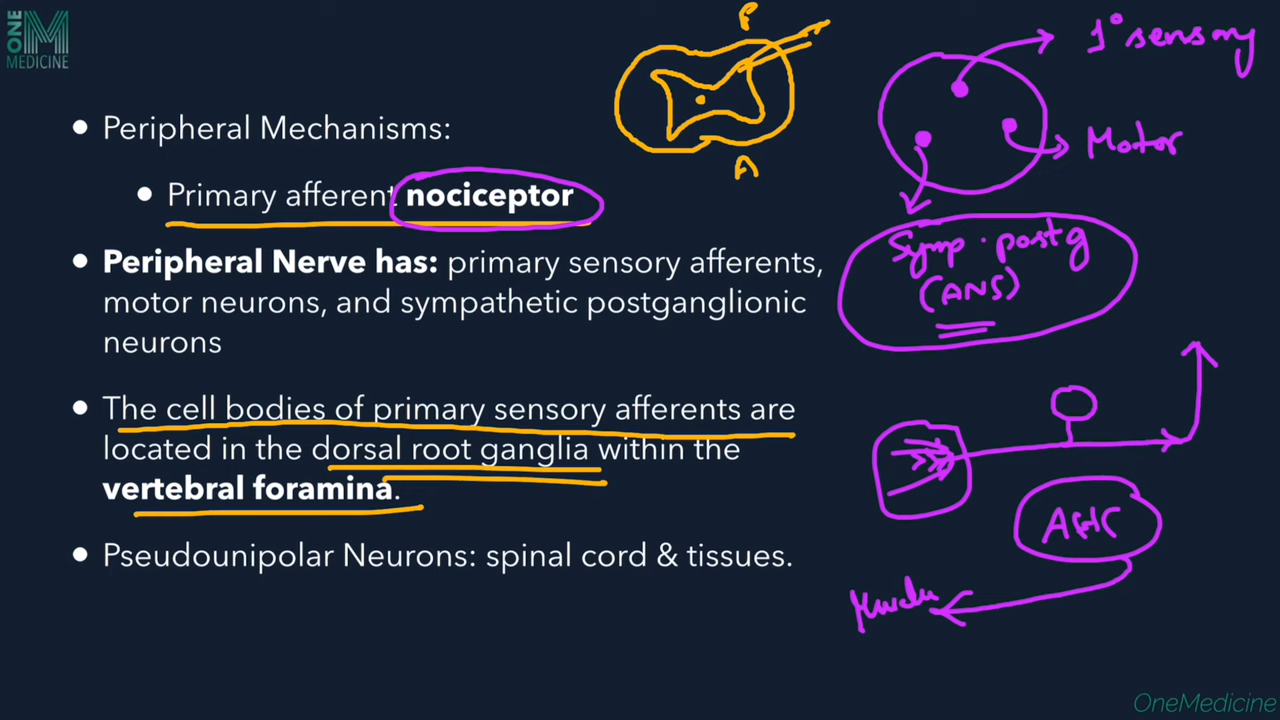 ONE
M
MEDICINE
P
1° sensory
• Peripheral Mechanisms:
Motor
A
• Primary afferent nociceptor
Symp. postg
(ANS)
• Peripheral Nerve has: primary sensory afferents,
motor neurons, and sympathetic postganglionic
neurons
• The cell bodies of primary sensory afferents are
located in the dorsal root ganglia within the
vertebral foramina.
AHC
• Pseudounipolar Neurons: spinal cord & tissues.
OneMedicine